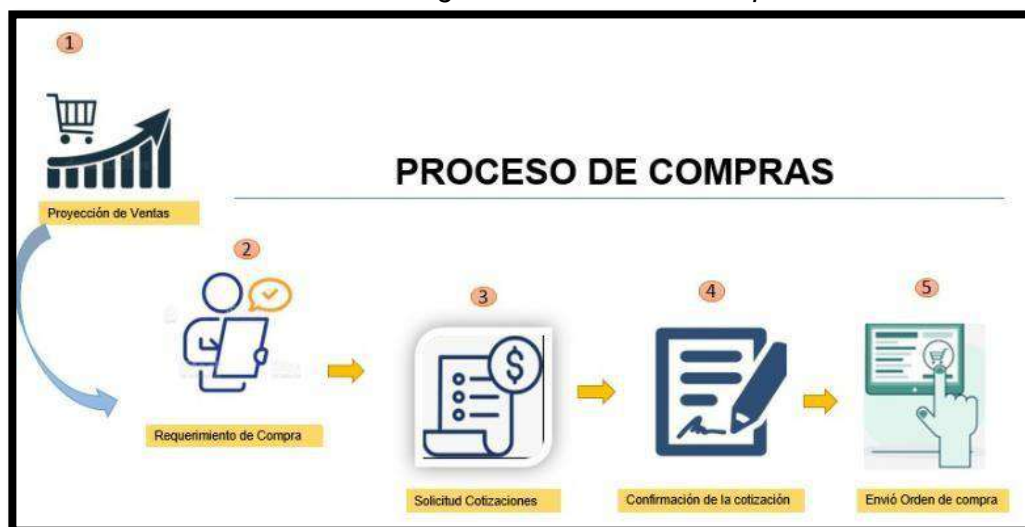 1
PROCESO DE COMPRAS
Proyección de Ventas
2
Requerimiento de Compra
3
Solicitud Cotizaciones
4
Confirmación de la cotización
5
Envió Orden de compra